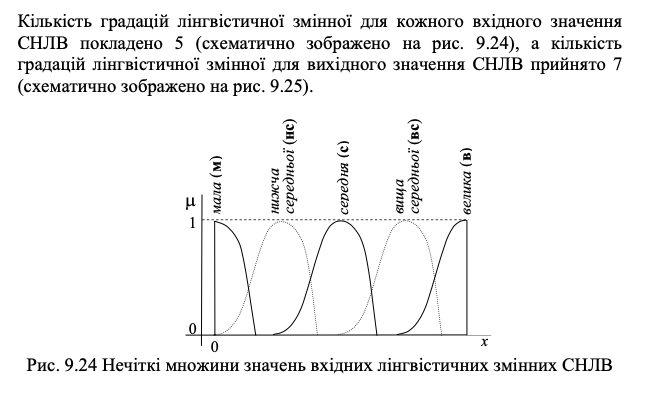 Кількість градацій лінгвістичної змінної для кожного вхідного значення
СНЛВ покладено 5 (схематично зображено на рис. 9.24), а кількість
градацій лінгвістичної змінної для вихідного значення СНЛВ прийнято 7
(схематично зображено на рис. 9.25).
мала (м)
нижча
середньої (нс)
середня (с)
вища
середньої (вс)
велика (в)
μ
1
0
0
x
Рис. 9.24 Нечіткі множини значень вхідних лінгвістичних змінних СНЛВ